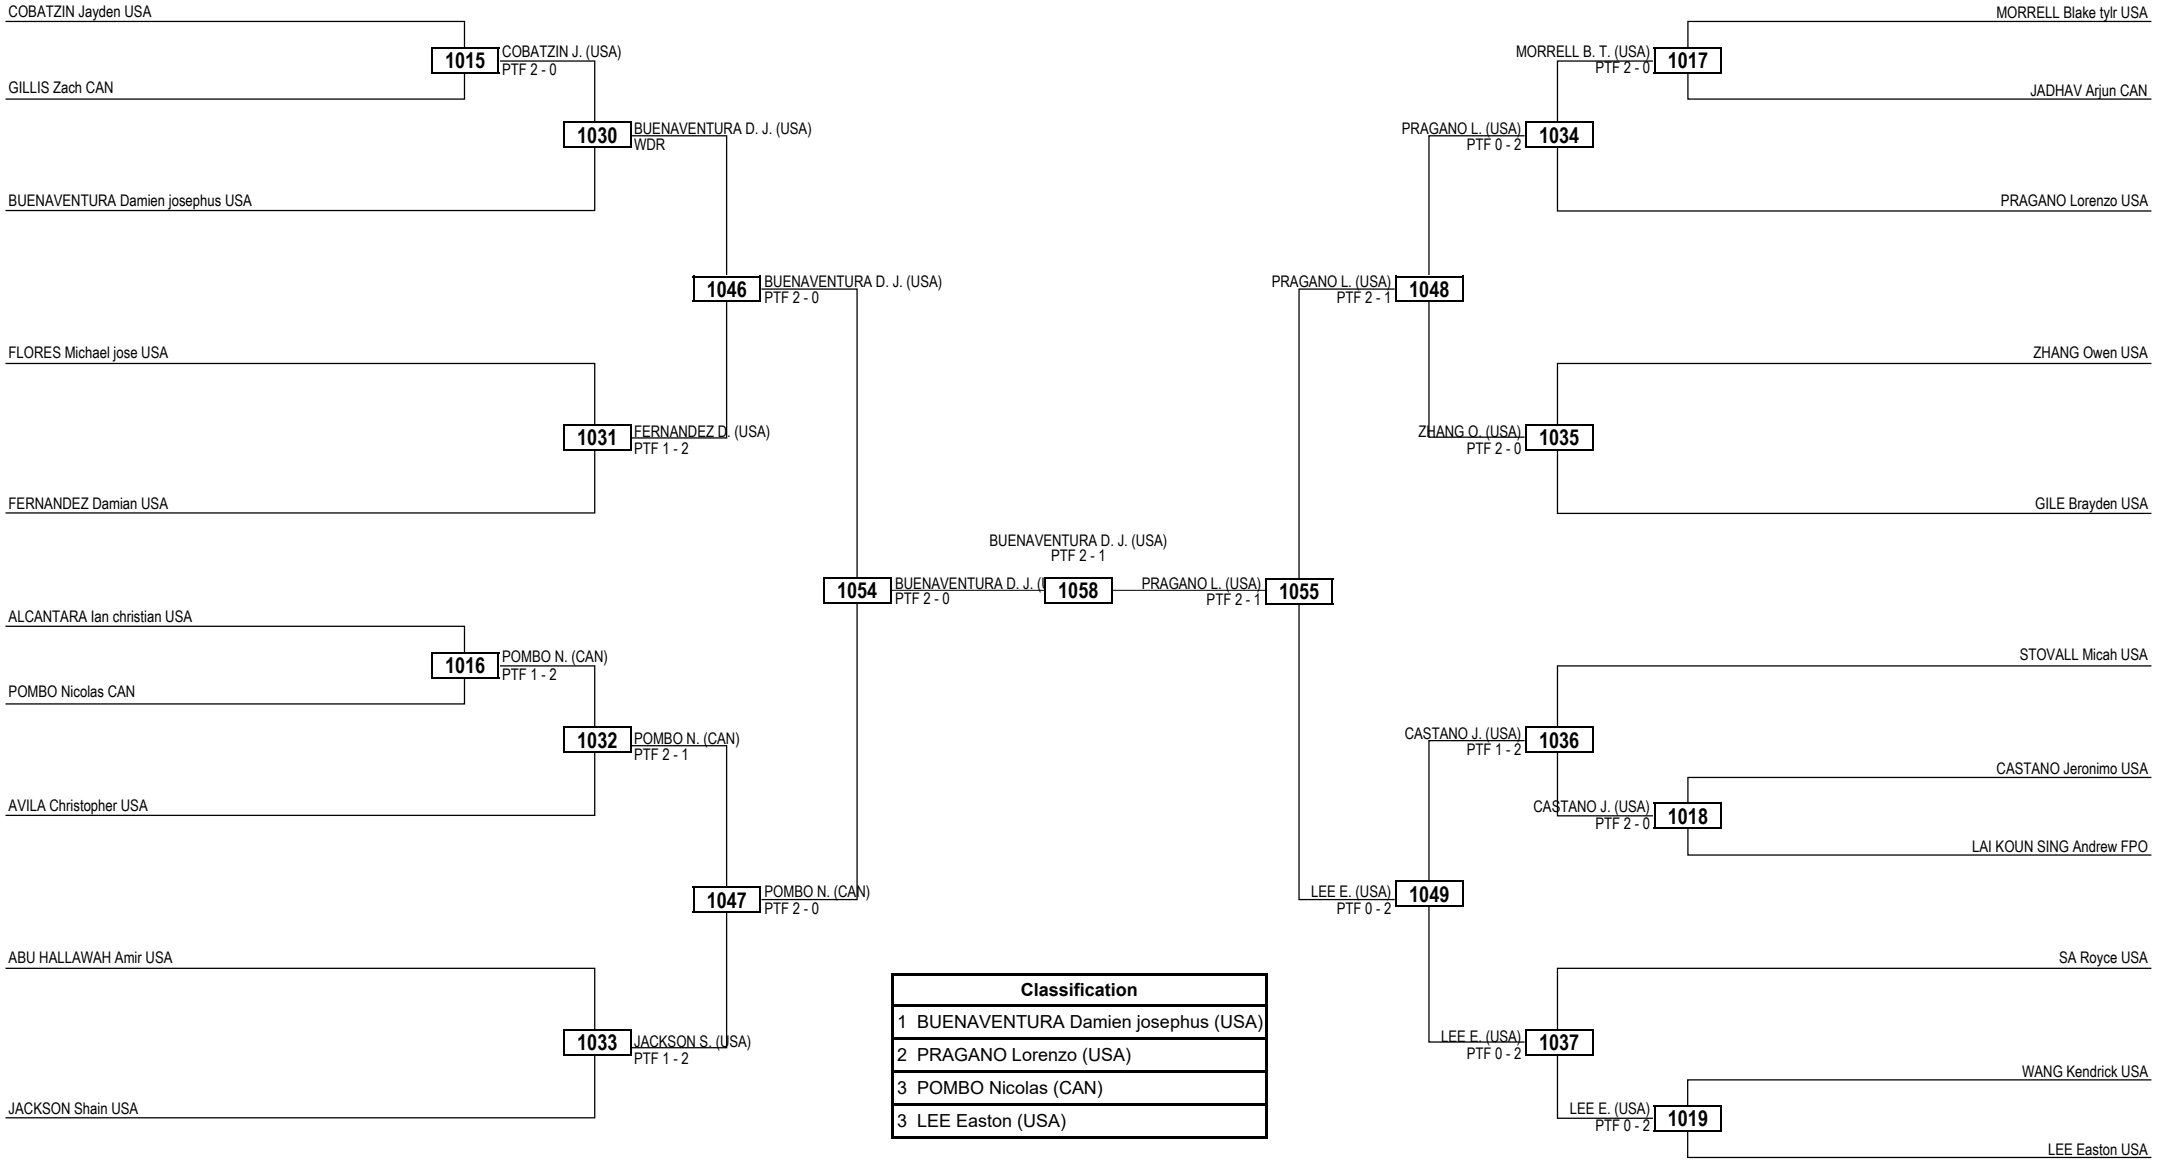 COBATZIN Jayden USA
1015
COBATZIN J. (USA)
PTF 2 - 0
GILLIS Zach CAN
1030
BUENAVENTURA D. J. (USA)
WDR
BUENAVENTURA Damien josephus USA
1046
BUENAVENTURA D. J. (USA)
PTF 2 - 0
FLORES Michael jose USA
1031
FERNANDEZ D. (USA)
PTF 1 - 2
FERNANDEZ Damian USA
1054
BUENAVENTURA D. J. (
PTF 2 - 0
ALCANTARA Ian christian USA
1016
POMBO N. (CAN)
PTF 1 - 2
POMBO Nicolas CAN
1032
POMBO N. (CAN)
PTF 2 - 1
AVILA Christopher USA
1047
POMBO N. (CAN)
PTF 2 - 0
ABU HALLAWAH Amir USA
1033
JACKSON S. (USA)
PTF 1 - 2
JACKSON Shain USA
BUENAVENTURA D. J. (USA)
PTF 2 - 1
1058
MORRELL Blake tylr USA
MORRELL B. T. (USA)
PTF 2 - 0
1017
JADHAV Arjun CAN
PRAGANO L. (USA)
PTF 0 - 2
1034
PRAGANO Lorenzo USA
PRAGANO L. (USA)
PTF 2 - 1
1048
ZHANG Owen USA
ZHANG O. (USA)
PTF 2 - 0
1035
GILE Brayden USA
PRAGANO L. (USA)
PTF 2 - 1
1055
STOVALL Micah USA
CASTANO J. (USA)
PTF 1 - 2
1036
CASTANO Jeronimo USA
CASTANO J. (USA)
PTF 2 - 0
1018
LAI KOUN SING Andrew FPO
LEE E. (USA)
PTF 0 - 2
1049
SA Royce USA
LEE E. (USA)
PTF 0 - 2
1037
WANG Kendrick USA
LEE E. (USA)
PTF 0 - 2
1019
LEE Easton USA
Classification
1 BUENAVENTURA Damien josephus (USA)
2 PRAGANO Lorenzo (USA)
3 POMBO Nicolas (CAN)
3 LEE Easton (USA)